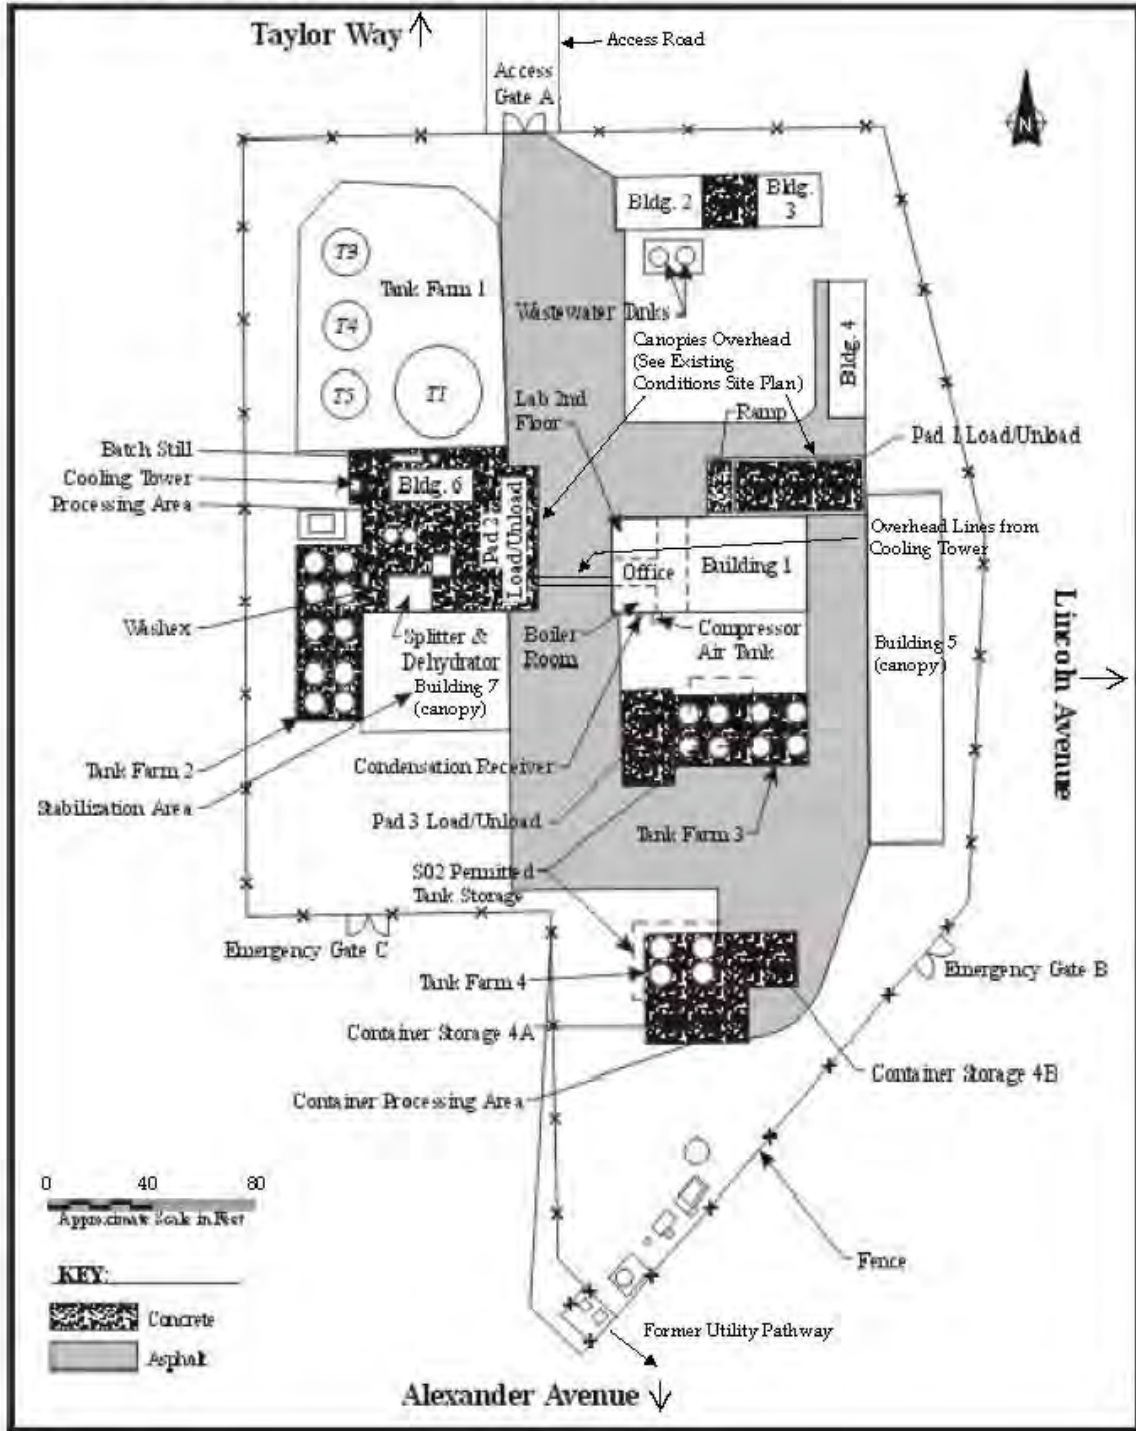 Taylor Way
Access Road
Access
Gate A
N
Bldg. 2
Bldg.
3
T3
Tank Farm 1
Wastewater Tanks
T4
Canopies Overhead
(See Existing
Conditions Site Plan)
Bldg. 4
T5
T1
Lab 2nd
Floor
Ramp
Pad 1 Load/Unload
Batch Still
Cooling Tower
Processing Area
Bldg. 6
Pad 2
Load/Unload
Overhead Lines from
Cooling Tower
Office
Building 1
Washex
Splitter &
Dehydrator
Building 7
(canopy)
Boiler
Room
Compressor
Air Tank
Building 5
(canopy)
Lincoln Avenue
Tank Farm 2
Condensation Receiver
Stabilization Area
Pad 3 Load/Unload
Tank Farm 3
S02 Permitted
Tank Storage
Emergency Gate C
Emergency Gate B
Tank Farm 4
Container Storage 4A
Container Storage 4B
Container Processing Area
0 40 80
Approximate Scale in Feet
Fence
KEY:
Concrete
Asphalt
Former Utility Pathway
Alexander Avenue